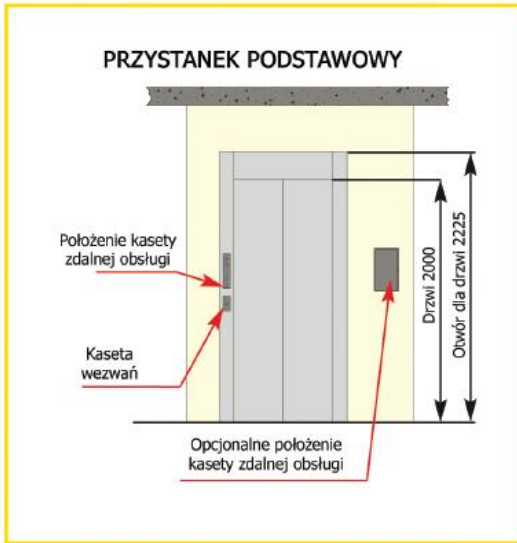 PRZYSTANEK PODSTAWOWY
Położenie kasety
zdalnej obsługi
Kaseta
wezwań
Drzwi 2000
Otwór dla drzwi 2225
Opcjonalne położenie
kasety zdalnej obsługi